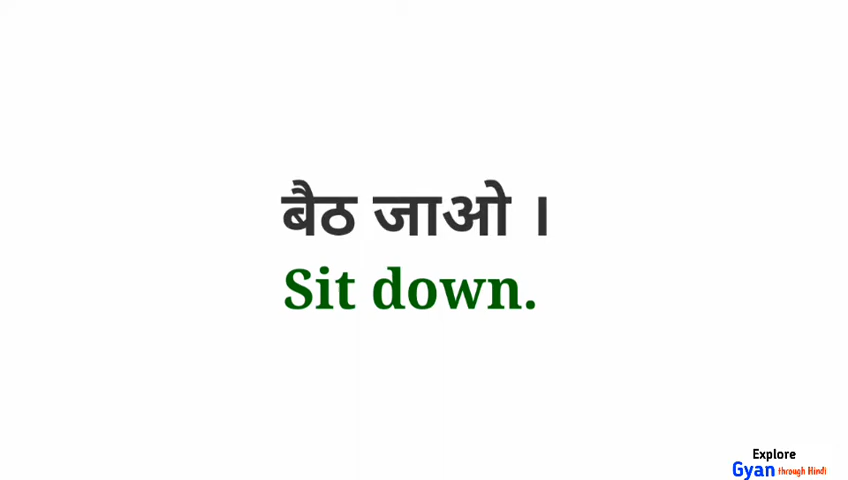 बैठ जाओ ।
Sit down.
Explore
Gyan through Hindi